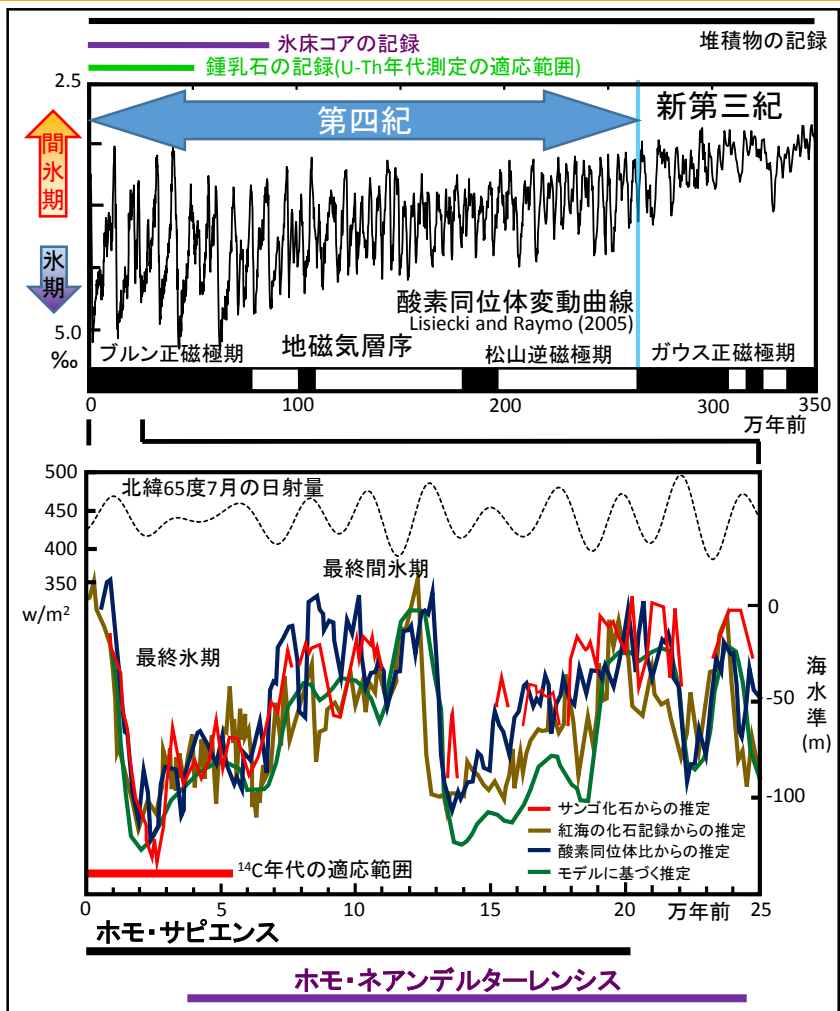 氷床コアの記録
堆積物の記録
鍾乳石の記録(U-Th年代測定の適応範囲)
2.5
第四紀
新第三紀
間氷期
氷期
酸素同位体変動曲線
Lisiecki and Raymo (2005)
5.0
‰
ブルン正磁極期
地磁気層序
松山逆磁極期
ガウス正磁極期
0
100
200
300
350
万年前
500
北緯65度7月の日射量
450
400
最終間氷期
350
w/m²
0
最終氷期
海水準(m)
-50
-100
サンゴ化石からの推定
紅海の化石記録からの推定
酸素同位体比からの推定
モデルに基づく推定
¹⁴C年代の適応範囲
0
5
10
15
20
万年前
25
ホモ・サピエンス
ホモ・ネアンデルターレンシス